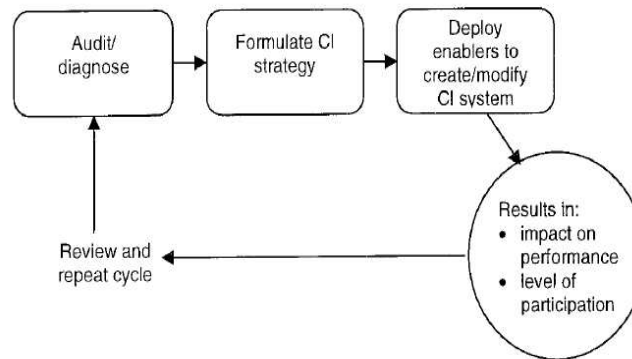 Audit/
diagnose
Formulate CI
strategy
Deploy
enablers to
create/modify
CI system
Results in:
• impact on
performance
• level of
participation
Review and
repeat cycle